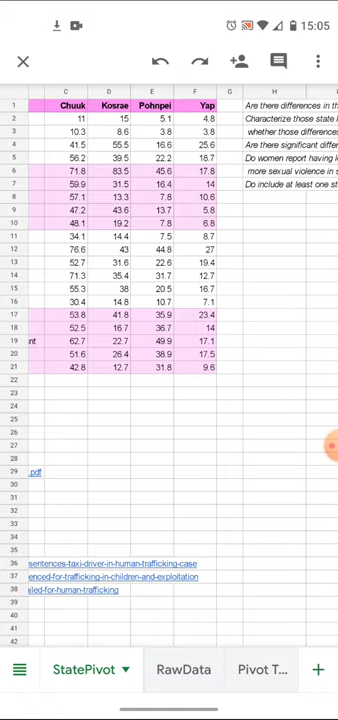 15:05
C D E F G H
1 Chuuk Kosrae Pohnpei Yap Are there differences in th
2 11 15 5.1 4.8 Characterize those state l
3 10.3 8.6 3.8 3.8 whether those differences
4 41.5 55.5 16.6 25.6 Are there significant differ
5 56.2 39.5 22.2 18.7 Do women report having l
6 71.8 83.5 45.6 17.8 more sexual violence in s
7 59.9 31.5 16.4 14 Do include at least one st
8 57.1 13.3 7.8 10.6
9 47.2 43.6 13.7 5.8
10 48.1 19.2 7.8 6.8
11 34.1 14.4 7.5 8.7
12 76.6 43 44.8 27
13 52.7 31.6 22.6 19.4
14 71.3 35.4 31.7 12.7
15 55.3 38 20.5 16.7
16 30.4 14.8 10.7 7.1
17 53.8 41.8 35.9 23.4
18 52.5 16.7 36.7 14
19 nt 62.7 22.7 49.9 17.1
20 51.6 26.4 38.9 17.5
21 42.8 12.7 31.8 9.6
22
23
24
25
26
27
28
29 .pdf
30
31
32
33
34
35
36 sentences-taxi-driver-in-human-trafficking-case
37 enced-for-trafficking-in-children-and-exploitation
38 iled-for-human-trafficking
39
40
41
42
StatePivot RawData Pivot T...